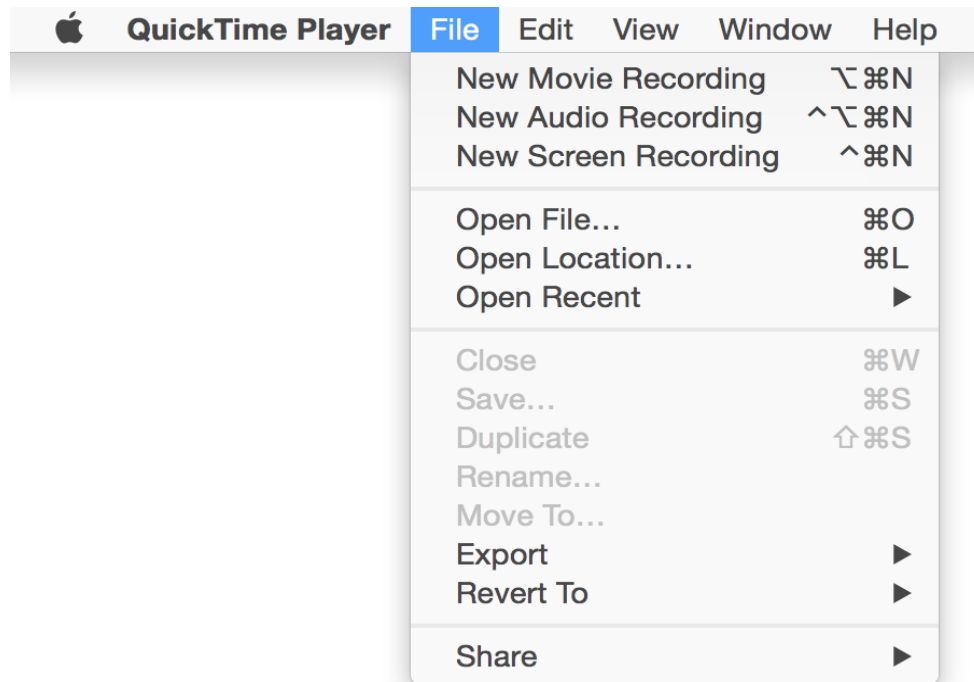 QuickTime Player File Edit View Window Help
New Movie Recording ⌥⌘N
New Audio Recording ^⌥⌘N
New Screen Recording ^⌘N
Open File... ⌘O
Open Location... ⌘L
Open Recent ▶
Close ⌘W
Save... ⌘S
Duplicate ⇧⌘S
Rename...
Move To...
Export ▶
Revert To ▶
Share ▶